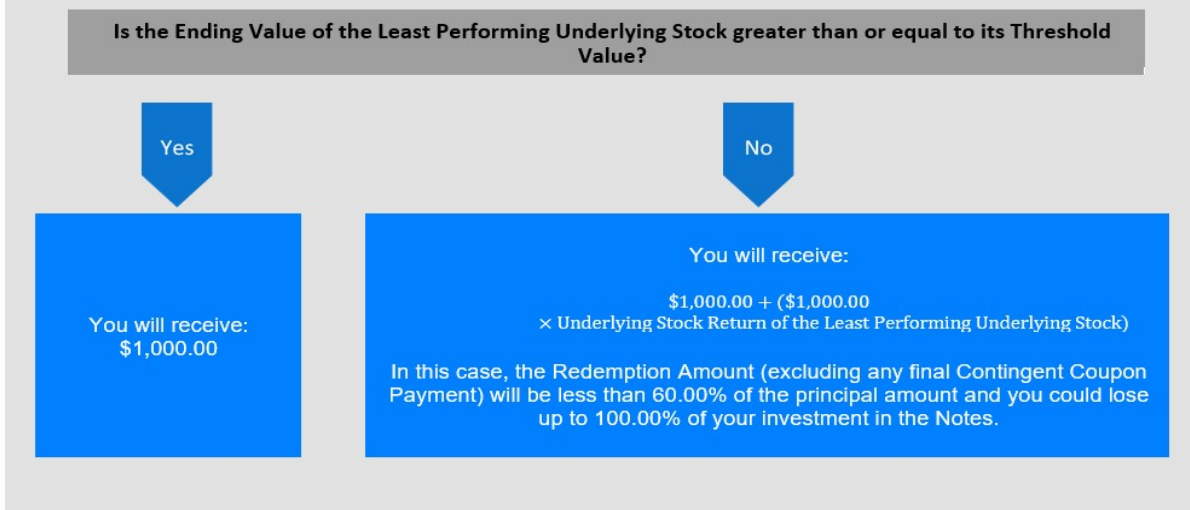 Is the Ending Value of the Least Performing Underlying Stock greater than or equal to its Threshold
Value?
Yes
No
You will receive:
$1,000.00
You will receive:
$1,000.00 + ($1,000.00
× Underlying Stock Return of the Least Performing Underlying Stock)
In this case, the Redemption Amount (excluding any final Contingent Coupon
Payment) will be less than 60.00% of the principal amount and you could lose
up to 100.00% of your investment in the Notes.